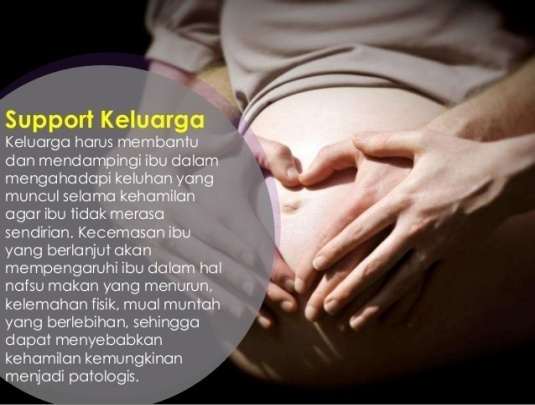 Support Keluarga
Keluarga harus membantu
dan mendampingi ibu dalam
mengahadapi keluhan yang
muncul selama kehamilan
agar ibu tidak merasa
sendirian. Kecemasan ibu
yang berlanjut akan
mempengaruhi ibu dalam hal
nafsu makan yang menurun,
kelemahan fisik, mual muntah
yang berlebihan, sehingga
dapat menyebabkan
kehamilan kemungkinan
menjadi patologis.